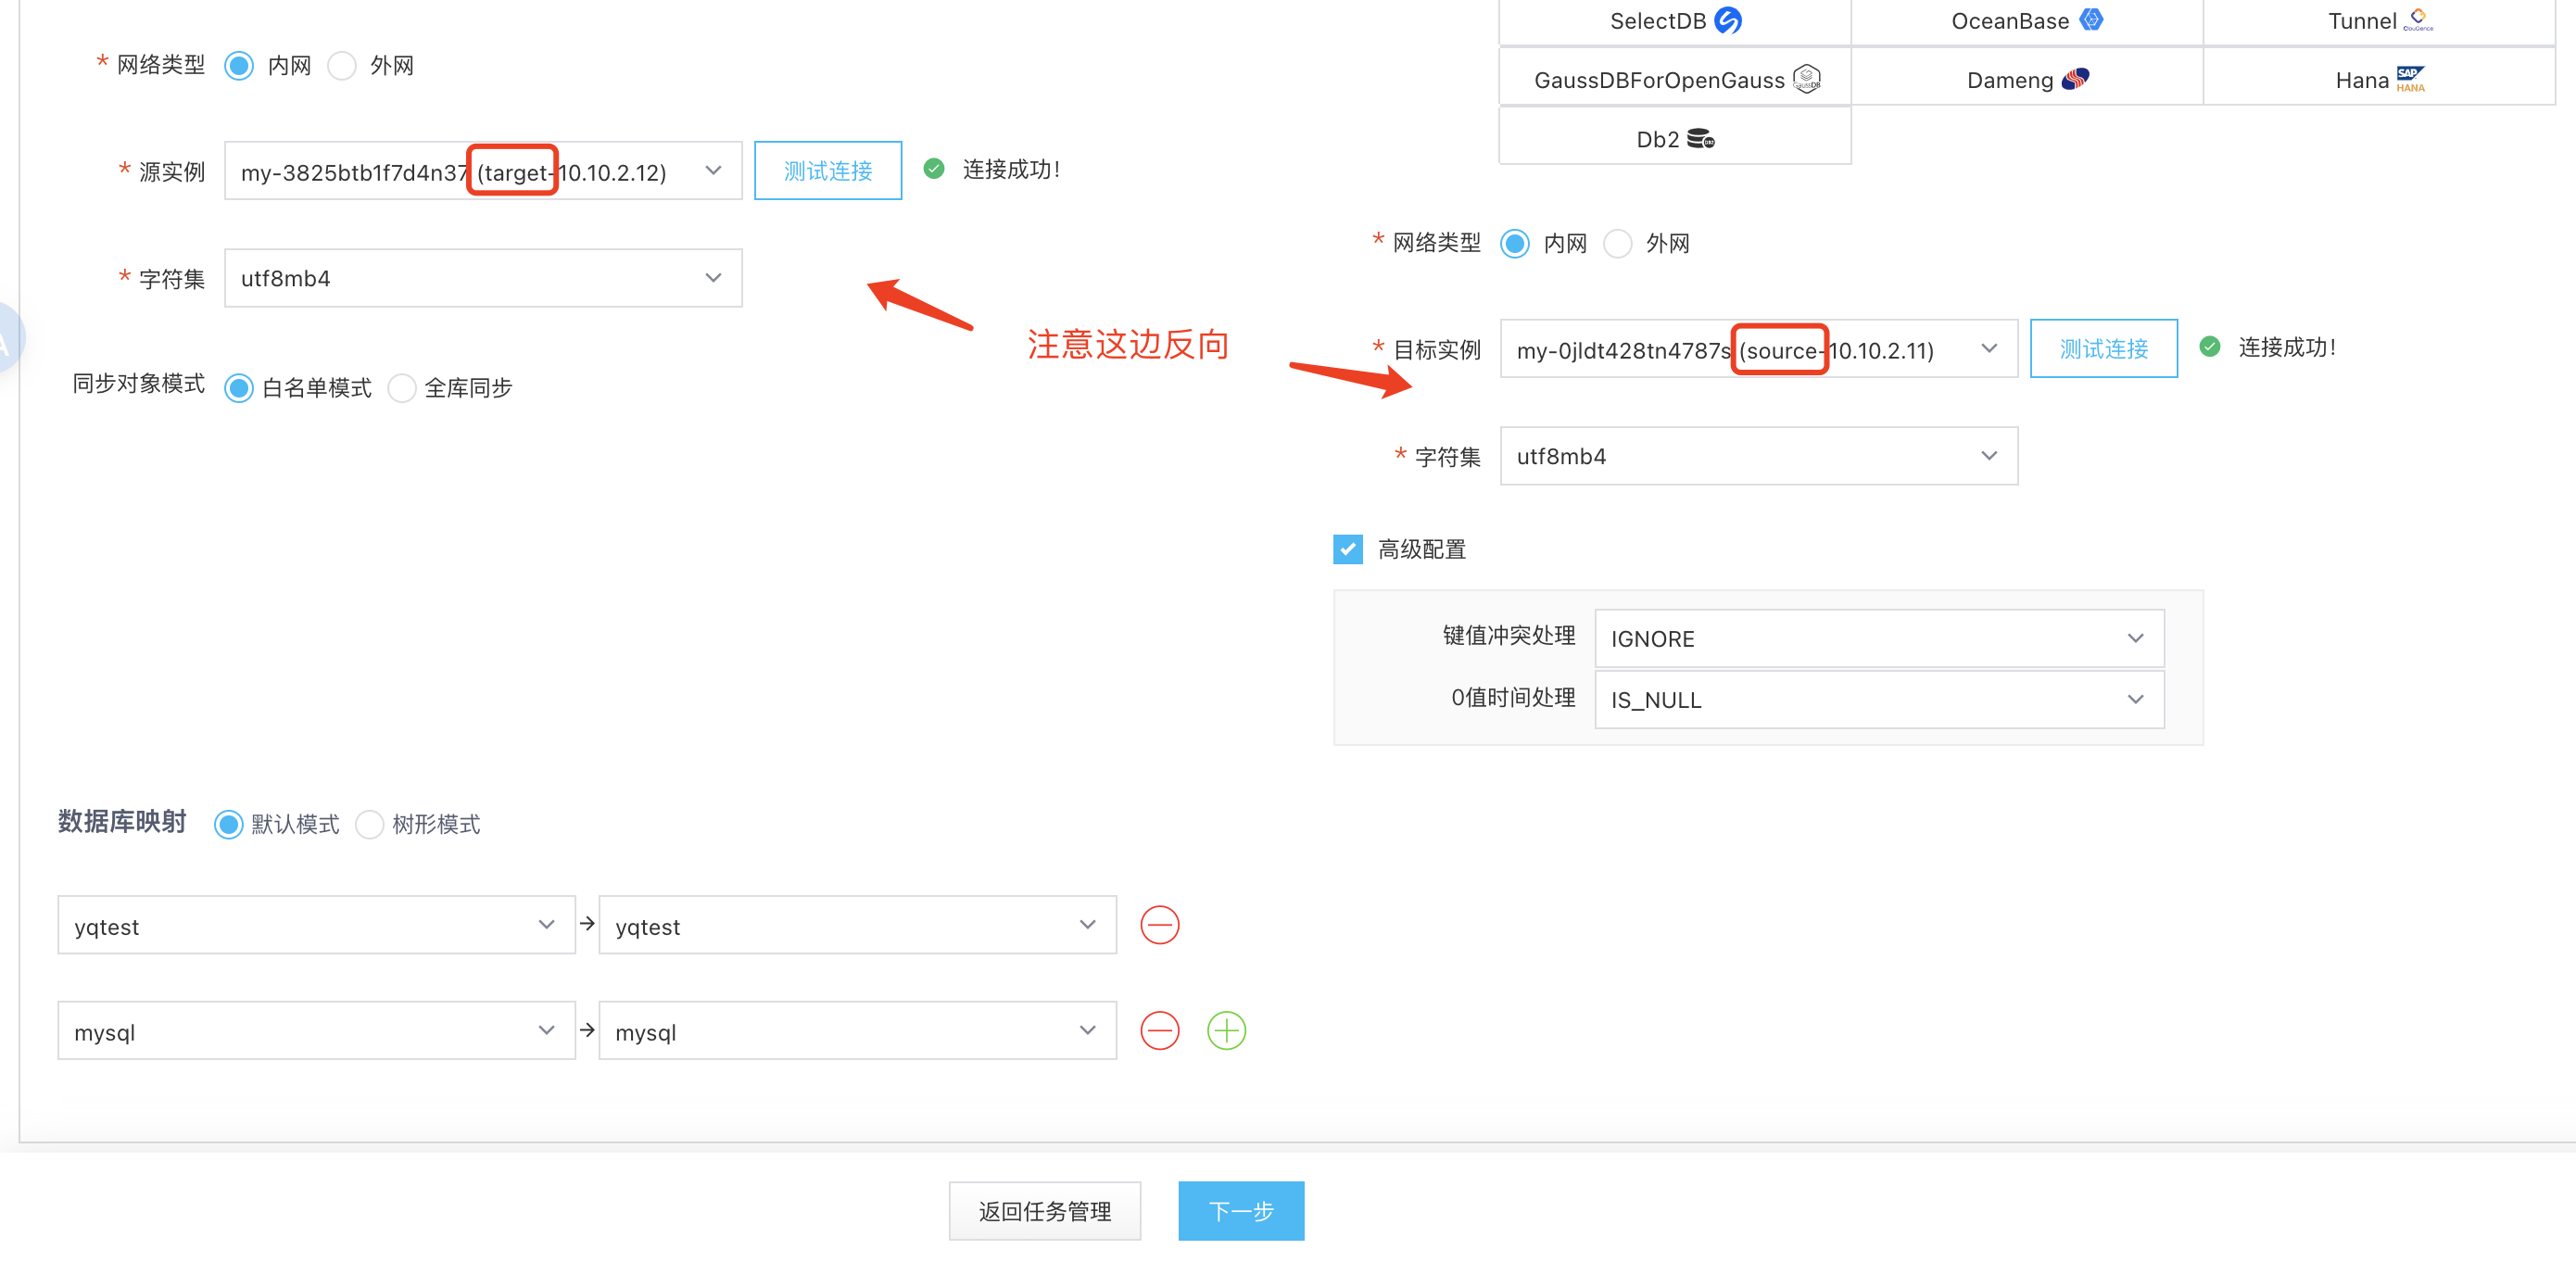 SelectDB
OceanBase
Tunnel
ClouGence
GaussDBForOpenGauss
GaussDB
Dameng
Hana
SAP
HANA
Db2
* 网络类型 内网 外网
* 源实例 my-3825btb1f7d4n37 (target-10.10.2.12) 测试连接 连接成功!
* 字符集 utf8mb4
同步对象模式 白名单模式 全库同步
注意这边反向
* 网络类型 内网 外网
* 目标实例 my-0jldt428tn4787s (source-10.10.2.11) 测试连接 连接成功!
* 字符集 utf8mb4
高级配置
键值冲突处理 IGNORE
0值时间处理 IS_NULL
数据库映射 默认模式 树形模式
yqtest → yqtest
mysql → mysql
返回任务管理 下一步